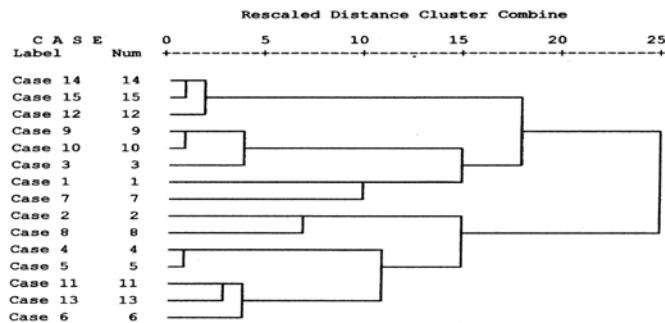 Rescaled Distance Cluster Combine
C A S E 0 5 10 15 20 25
Label Num
Case 14 14
Case 15 15
Case 12 12
Case 9 9
Case 10 10
Case 3 3
Case 1 1
Case 7 7
Case 2 2
Case 8 8
Case 4 4
Case 5 5
Case 11 11
Case 13 13
Case 6 6